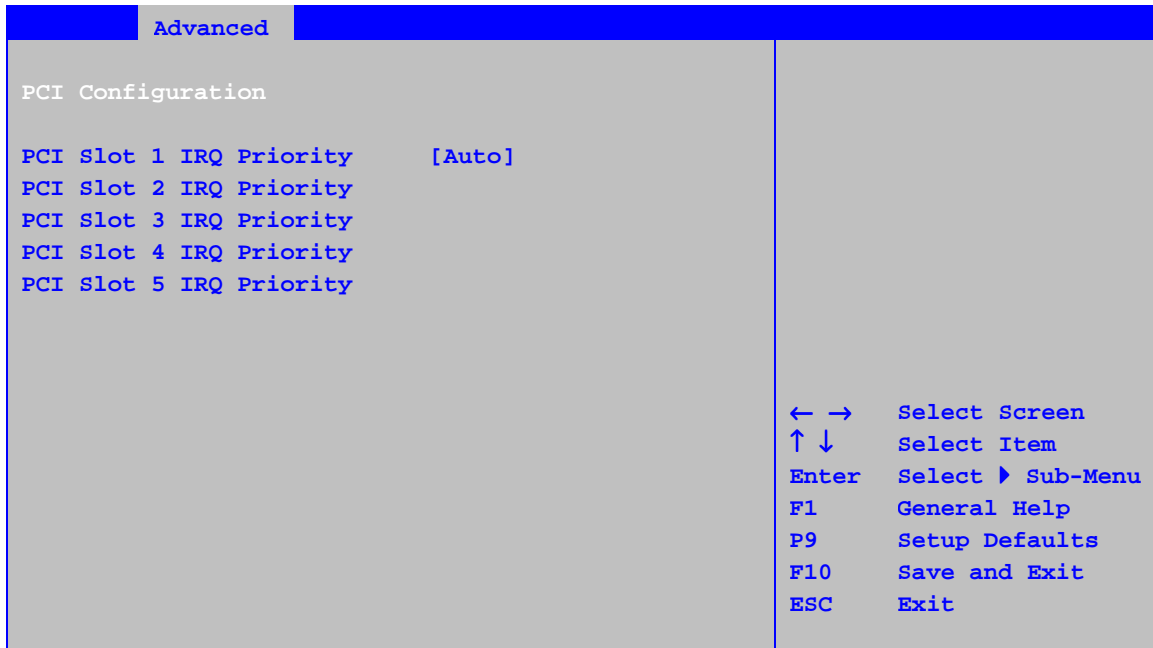 Advanced
PCI Configuration
PCI Slot 1 IRQ Priority [Auto]
PCI Slot 2 IRQ Priority
PCI Slot 3 IRQ Priority
PCI Slot 4 IRQ Priority
PCI Slot 5 IRQ Priority
← → Select Screen
↑ ↓ Select Item
Enter Select ▶ Sub-Menu
F1 General Help
P9 Setup Defaults
F10 Save and Exit
ESC Exit